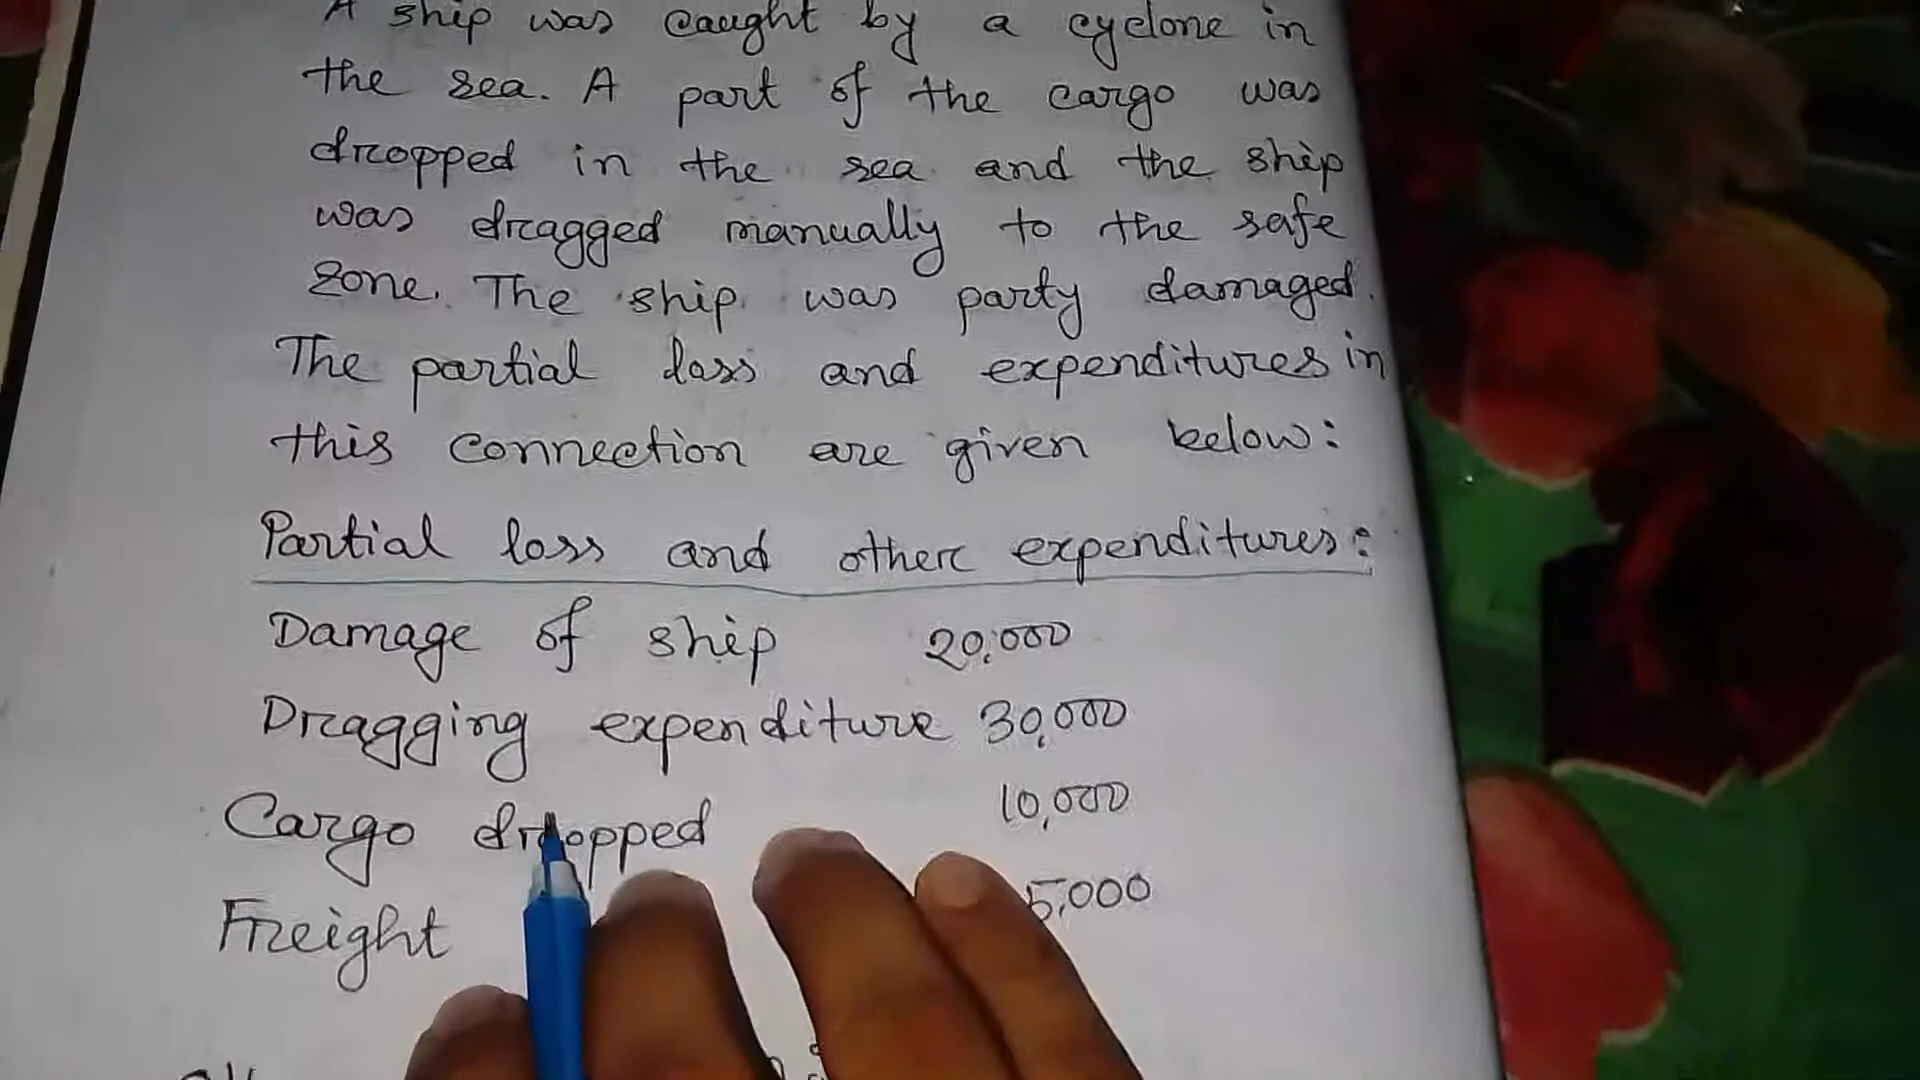 A ship was caught by a cyclone in
the sea. A part of the cargo was
dropped in the sea and the ship
was dragged manually to the safe
zone. The ship was party damaged.
The partial loss and expenditures in
this connection are given below:
Partial loss and other expenditures:
Damage of ship 20,000
Dragging expenditure 30,000
Cargo dropped 10,000
Freight 5,000